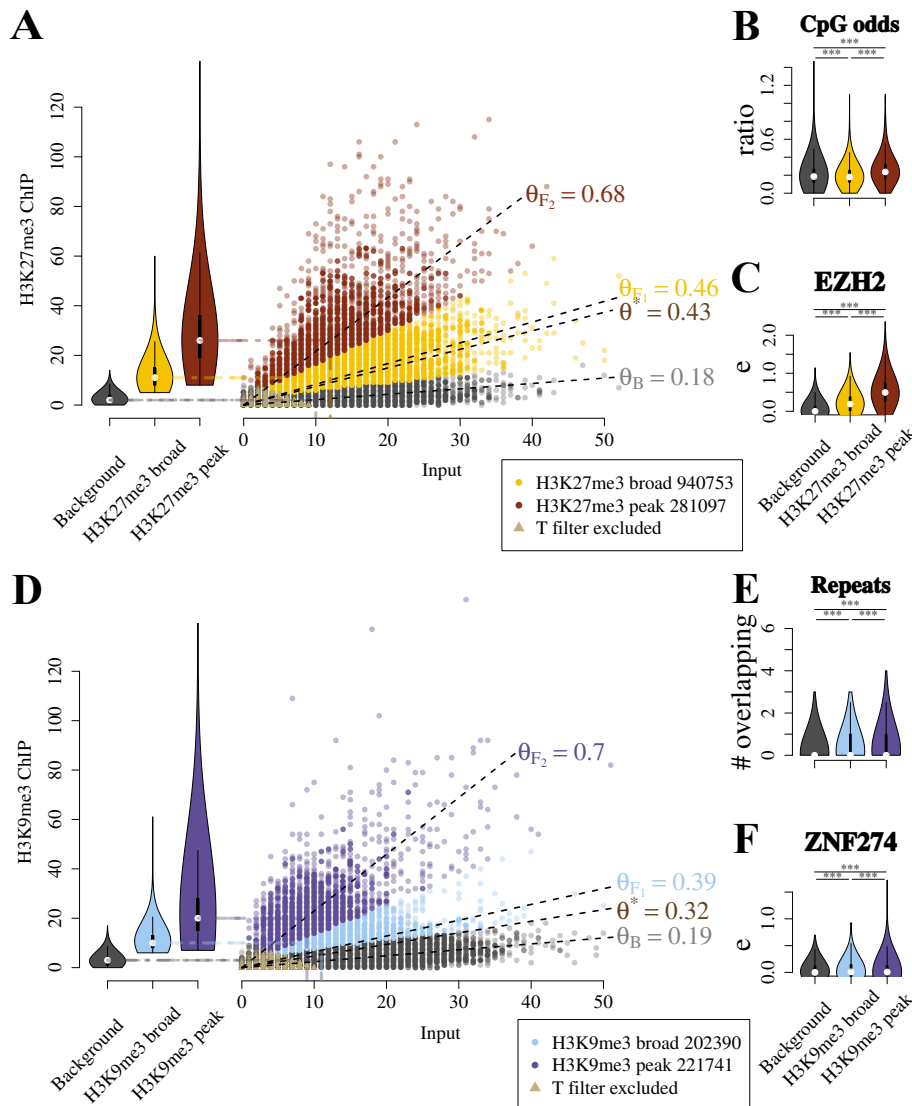 A
H3K27me3 ChIP
0 20 40 60 80 100 120
θF2 = 0.68
θF1 = 0.46
θ* = 0.43
θB = 0.18
0 10 20 30 40 50
Input
Background
H3K27me3 broad
H3K27me3 peak
H3K27me3 broad 940753
H3K27me3 peak 281097
T filter excluded
B
CpG odds
***
*** ***
ratio
0.0 0.6 1.2
C
EZH2
***
*** ***
e
0.0 1.0 2.0
Background
H3K27me3 broad
H3K27me3 peak
D
H3K9me3 ChIP
0 20 40 60 80 100 120
θF2 = 0.7
θF1 = 0.39
θ* = 0.32
θB = 0.19
0 10 20 30 40 50
Input
Background
H3K9me3 broad
H3K9me3 peak
H3K9me3 broad 202390
H3K9me3 peak 221741
T filter excluded
E
Repeats
***
*** ***
# overlapping
0 2 4 6
F
ZNF274
***
*** ***
e
0.0 1.0
Background
H3K9me3 broad
H3K9me3 peak